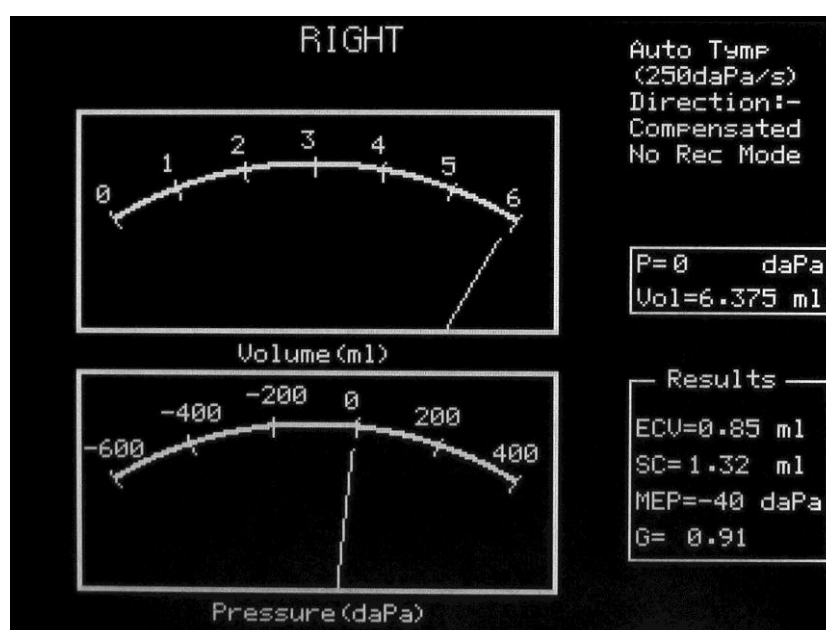 RIGHT
Auto Tymp
(250daPa/s)
Direction:-
Compensated
No Rec Mode
0 1 2 3 4 5 6
P=0 daPa
Vol=6.375 ml
Volume(ml)
-600 -400 -200 0 200 400
Results
ECV=0.85 ml
SC=1.32 ml
MEP=-40 daPa
G= 0.91
Pressure(daPa)